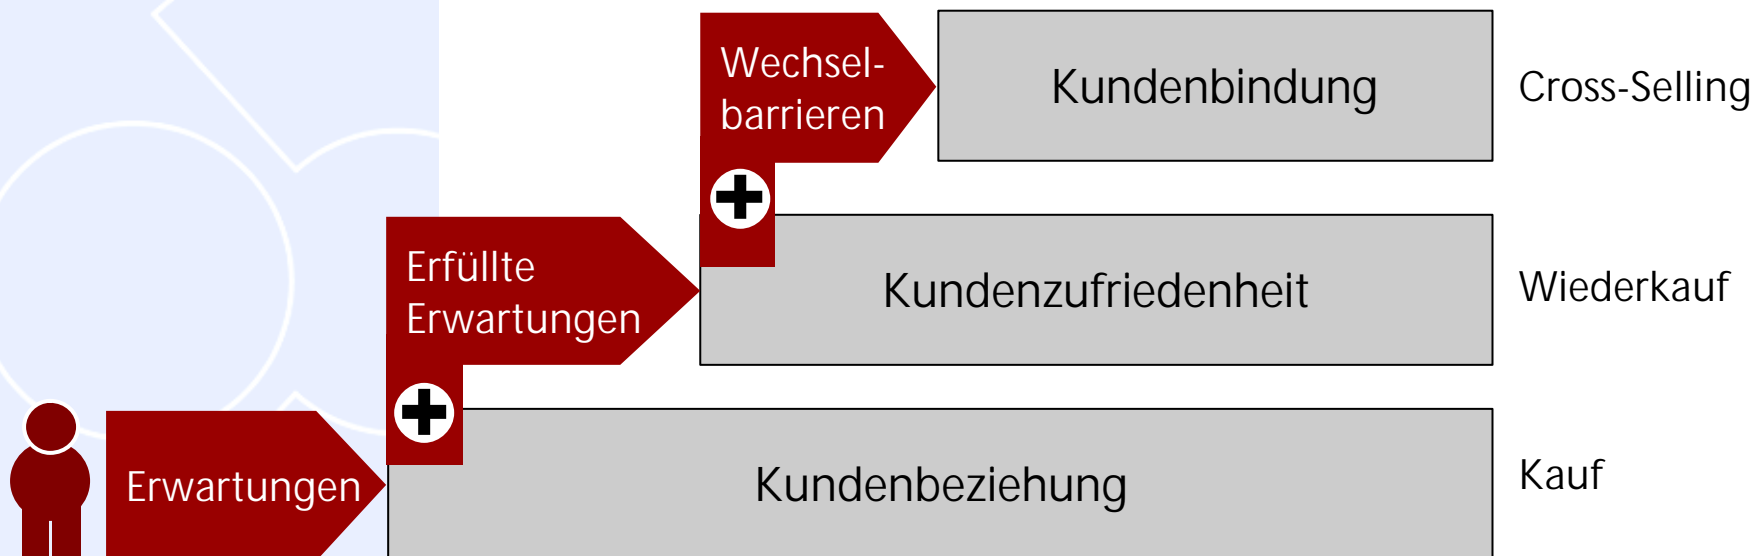 Wechsel-
barrieren
Kundenbindung
Cross-Selling
Erfüllte
Erwartungen
Kundenzufriedenheit
Wiederkauf
Erwartungen
Kundenbeziehung
Kauf